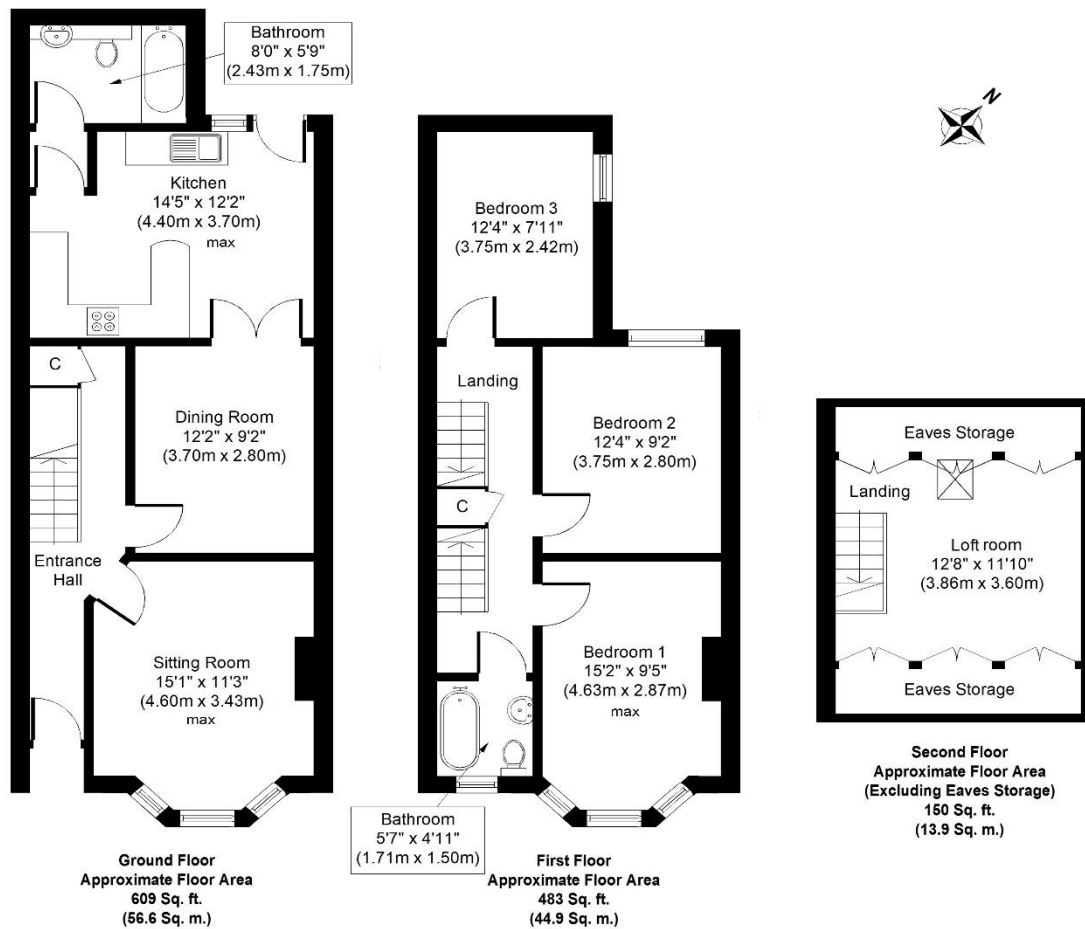 Bathroom
8'0" x 5'9"
(2.43m x 1.75m)
Kitchen
14'5" x 12'2"
(4.40m x 3.70m)
max
C
Dining Room
12'2" x 9'2"
(3.70m x 2.80m)
Entrance
Hall
Sitting Room
15'1" x 11'3"
(4.60m x 3.43m)
max
Ground Floor
Approximate Floor Area
609 Sq. ft.
(56.6 Sq. m.)
Bedroom 3
12'4" x 7'11"
(3.75m x 2.42m)
Landing
Bedroom 2
12'4" x 9'2"
(3.75m x 2.80m)
C
Bedroom 1
15'2" x 9'5"
(4.63m x 2.87m)
max
Bathroom
5'7" x 4'11"
(1.71m x 1.50m)
First Floor
Approximate Floor Area
483 Sq. ft.
(44.9 Sq. m.)
N
Eaves Storage
Landing
Loft room
12'8" x 11'10"
(3.86m x 3.60m)
Eaves Storage
Second Floor
Approximate Floor Area
(Excluding Eaves Storage)
150 Sq. ft.
(13.9 Sq. m.)